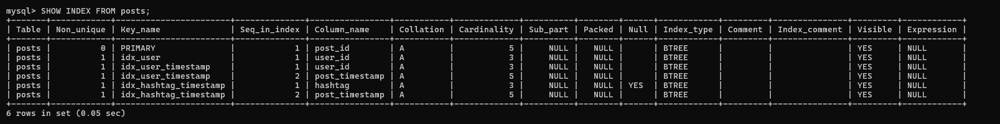 mysql> SHOW INDEX FROM posts;
+-------+------------+-----------------------+--------------+----------------+-----------+-------------+----------+--------+------+------------+---------+---------------+---------+------------+
| Table | Non_unique | Key_name              | Seq_in_index | Column_name    | Collation | Cardinality | Sub_part | Packed | Null | Index_type | Comment | Index_comment | Visible | Expression |
+-------+------------+-----------------------+--------------+----------------+-----------+-------------+----------+--------+------+------------+---------+---------------+---------+------------+
| posts |          0 | PRIMARY               |            1 | post_id        | A         |           5 |     NULL |   NULL |      | BTREE      |         |               | YES     | NULL       |
| posts |          1 | idx_user              |            1 | user_id        | A         |           3 |     NULL |   NULL |      | BTREE      |         |               | YES     | NULL       |
| posts |          1 | idx_user_timestamp    |            1 | user_id        | A         |           3 |     NULL |   NULL |      | BTREE      |         |               | YES     | NULL       |
| posts |          1 | idx_user_timestamp    |            2 | post_timestamp | A         |           5 |     NULL |   NULL |      | BTREE      |         |               | YES     | NULL       |
| posts |          1 | idx_hashtag_timestamp |            1 | hashtag        | A         |           3 |     NULL |   NULL | YES  | BTREE      |         |               | YES     | NULL       |
| posts |          1 | idx_hashtag_timestamp |            2 | post_timestamp | A         |           5 |     NULL |   NULL |      | BTREE      |         |               | YES     | NULL       |
+-------+------------+-----------------------+--------------+----------------+-----------+-------------+----------+--------+------+------------+---------+---------------+---------+------------+
6 rows in set (0.05 sec)